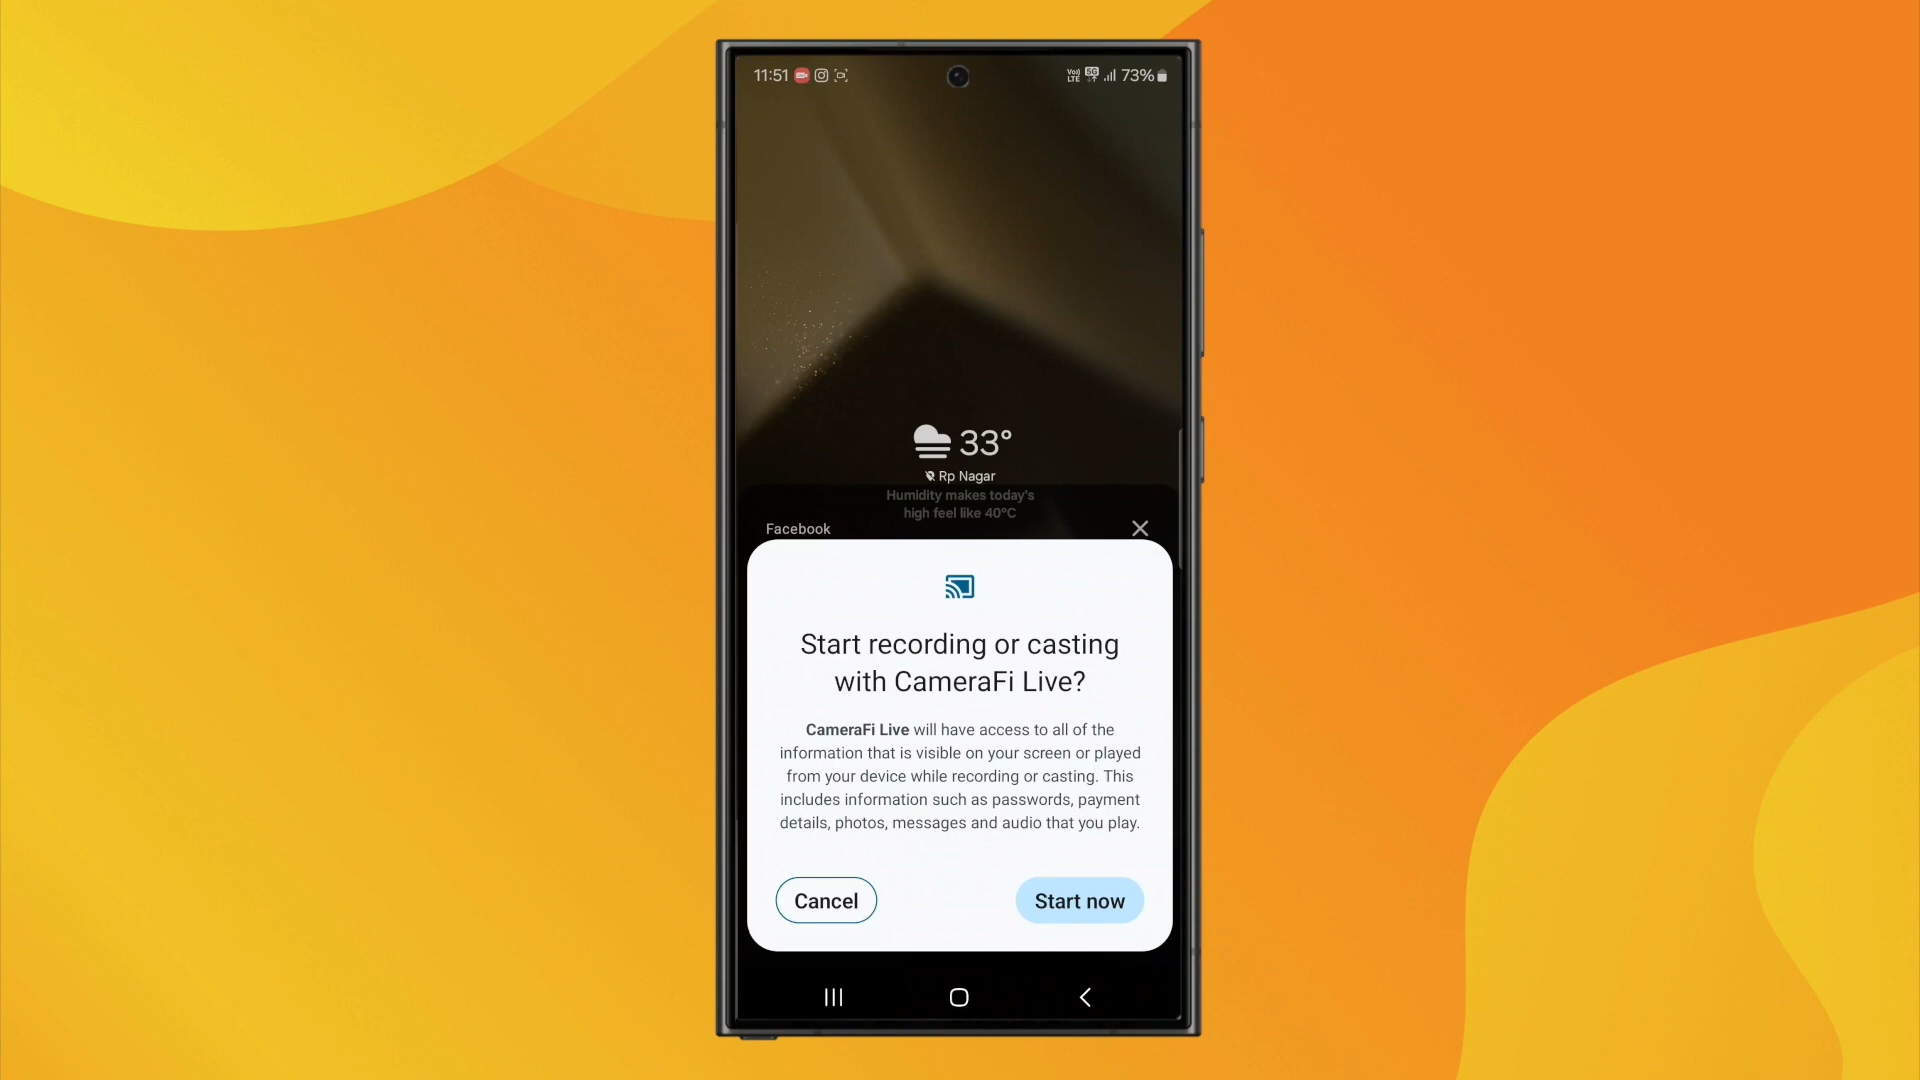 11:51
Vo)) LTE 5G 73%
33°
Rp Nagar
Humidity makes today's
high feel like 40°C
Facebook
Start recording or casting
with CameraFi Live?
CameraFi Live will have access to all of the
information that is visible on your screen or played
from your device while recording or casting. This
includes information such as passwords, payment
details, photos, messages and audio that you play.
Cancel
Start now